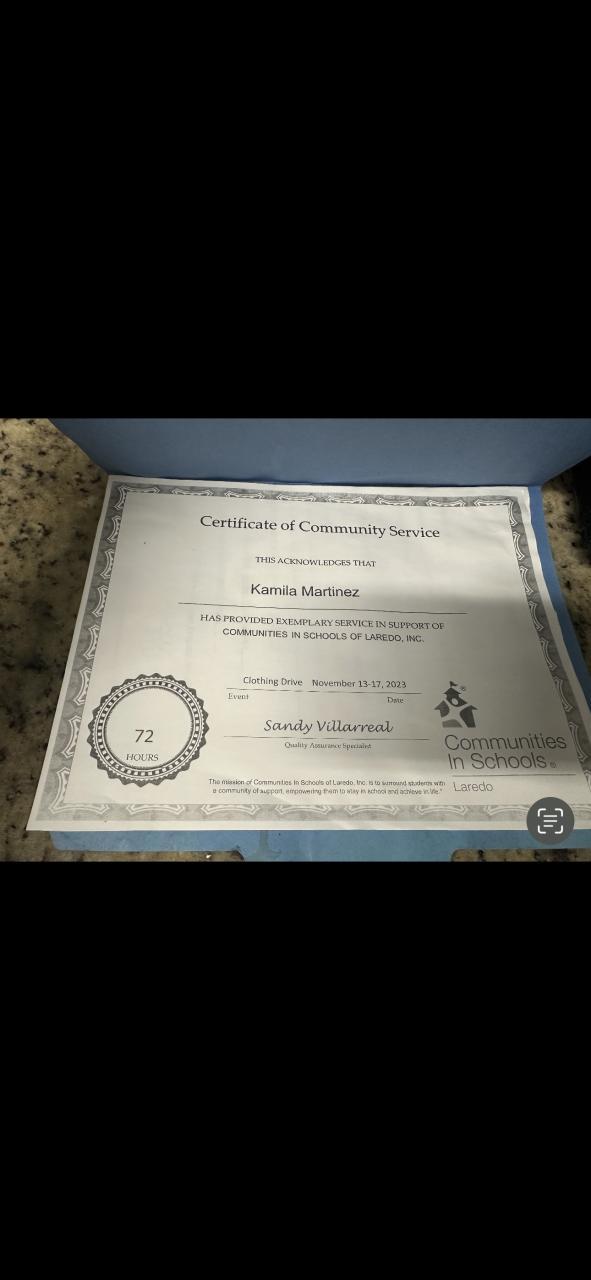 Certificate of Community Service
THIS ACKNOWLEDGES THAT
Kamila Martinez
HAS PROVIDED EXEMPLARY SERVICE IN SUPPORT OF
COMMUNITIES IN SCHOOLS OF LAREDO, INC.
Clothing Drive November 13-17, 2023
Event Date
Sandy Villarreal
Quality Assurance Specialist
72
HOURS
The mission of Communities In Schools of Laredo, Inc. is to surround students with
a community of support, empowering them to stay in school and achieve in life."
Communities
In Schools ®
Laredo